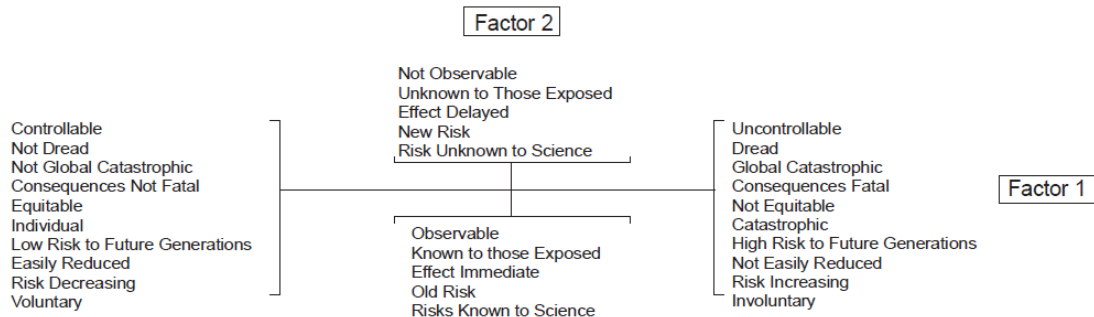 Factor 2
Not Observable
Unknown to Those Exposed
Effect Delayed
New Risk
Risk Unknown to Science
Controllable
Not Dread
Not Global Catastrophic
Consequences Not Fatal
Equitable
Individual
Low Risk to Future Generations
Easily Reduced
Risk Decreasing
Voluntary
Uncontrollable
Dread
Global Catastrophic
Consequences Fatal
Not Equitable
Catastrophic
High Risk to Future Generations
Not Easily Reduced
Risk Increasing
Involuntary
Factor 1
Observable
Known to those Exposed
Effect Immediate
Old Risk
Risks Known to Science